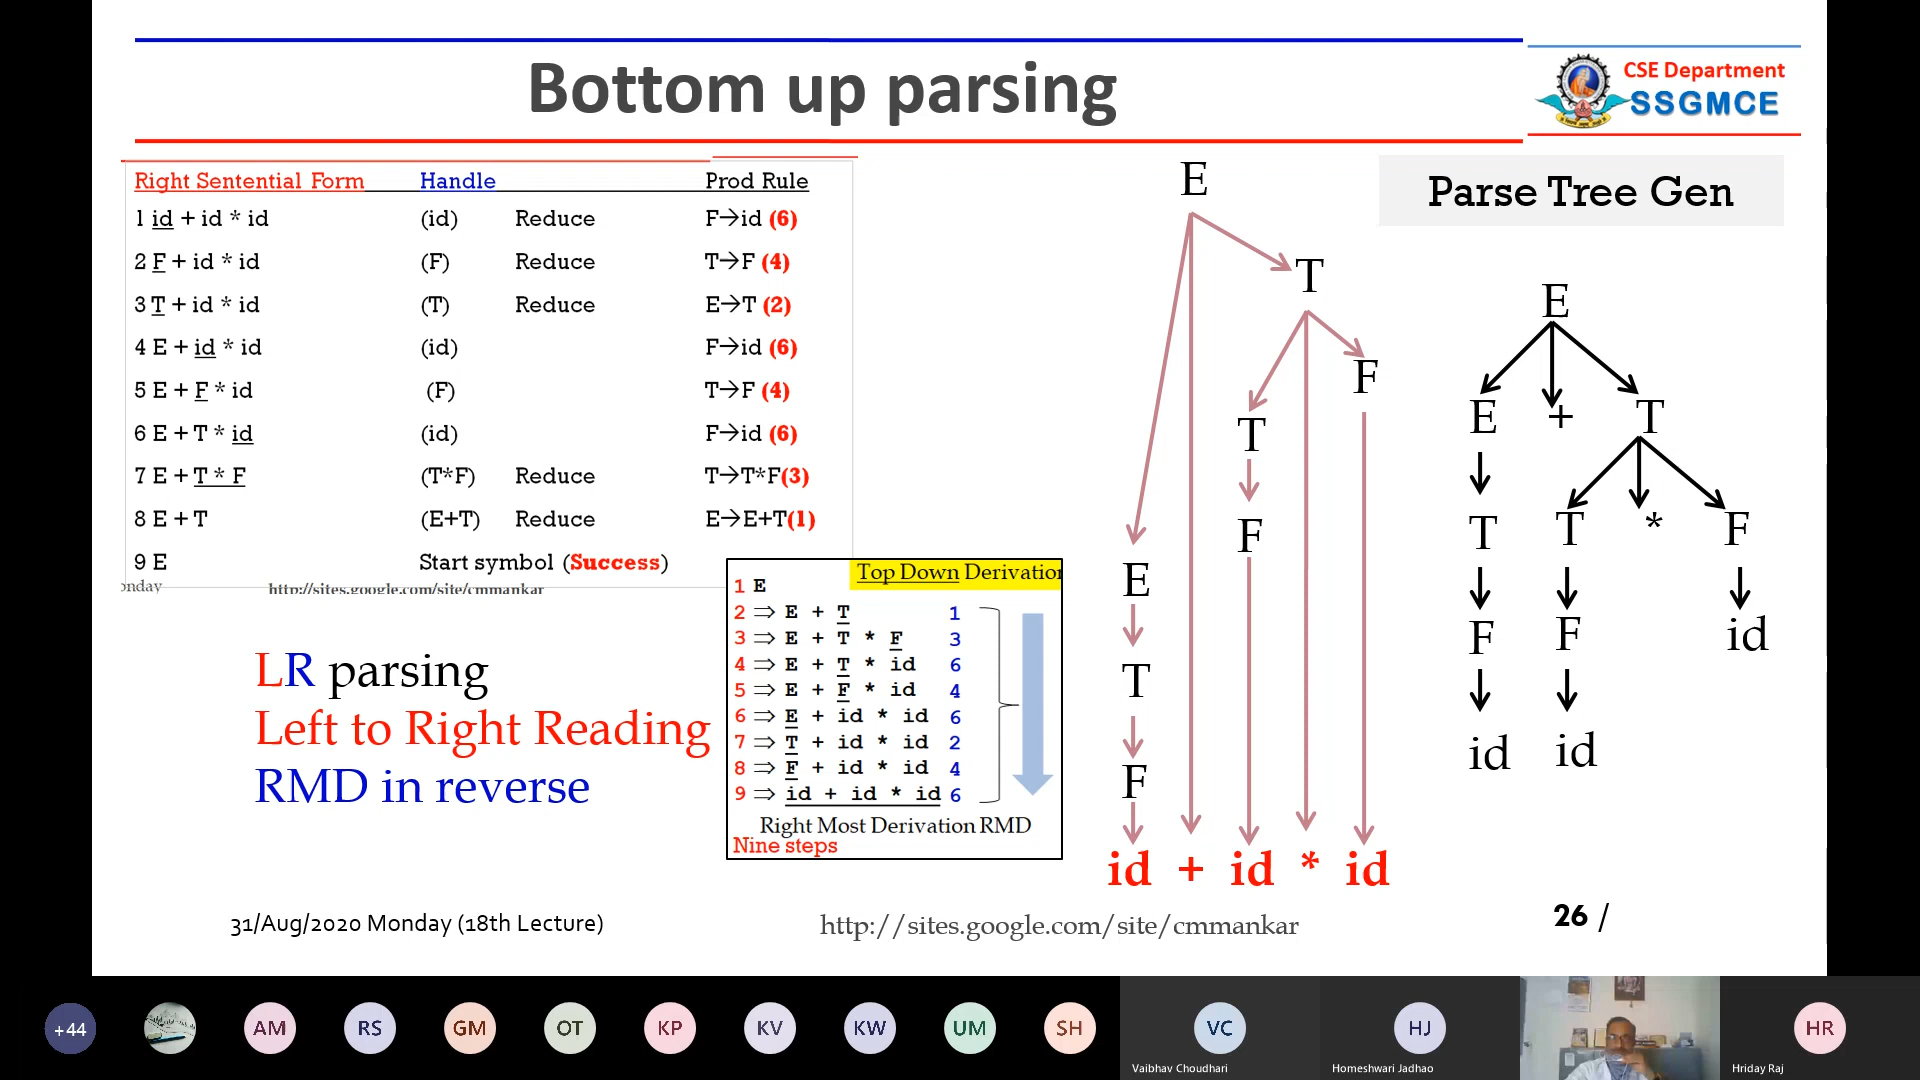 Bottom up parsing
CSE Department
SSGMCE
Right Sentential Form Handle Prod Rule
1 id + id * id (id) Reduce F→id (6)
2 F + id * id (F) Reduce T→F (4)
3 T + id * id (T) Reduce E→T (2)
4 E + id * id (id) F→id (6)
5 E + F * id (F) T→F (4)
6 E + T * id (id) F→id (6)
7 E + T * F (T*F) Reduce T→T*F(3)
8 E + T (E+T) Reduce E→E+T(1)
9 E Start symbol (Success)
onday http://sites.google.com/site/cmmankar
LR parsing
Left to Right Reading
RMD in reverse
Top Down Derivation
1 E
2 ⇒ E + T 1
3 ⇒ E + T * F 3
4 ⇒ E + T * id 6
5 ⇒ E + F * id 4
6 ⇒ E + id * id 6
7 ⇒ T + id * id 2
8 ⇒ F + id * id 4
9 ⇒ id + id * id 6
Right Most Derivation RMD
Nine steps
E
T
F
T
F
E
T
F
id + id * id
Parse Tree Gen
E
E + T
T T * F
F F id
id id
31/Aug/2020 Monday (18th Lecture)
http://sites.google.com/site/cmmankar
26 /
+44 AM RS GM OT KP KV KW UM SH VC HJ HR
Vaibhav Choudhari Homeshwari Jadhao Hriday Raj